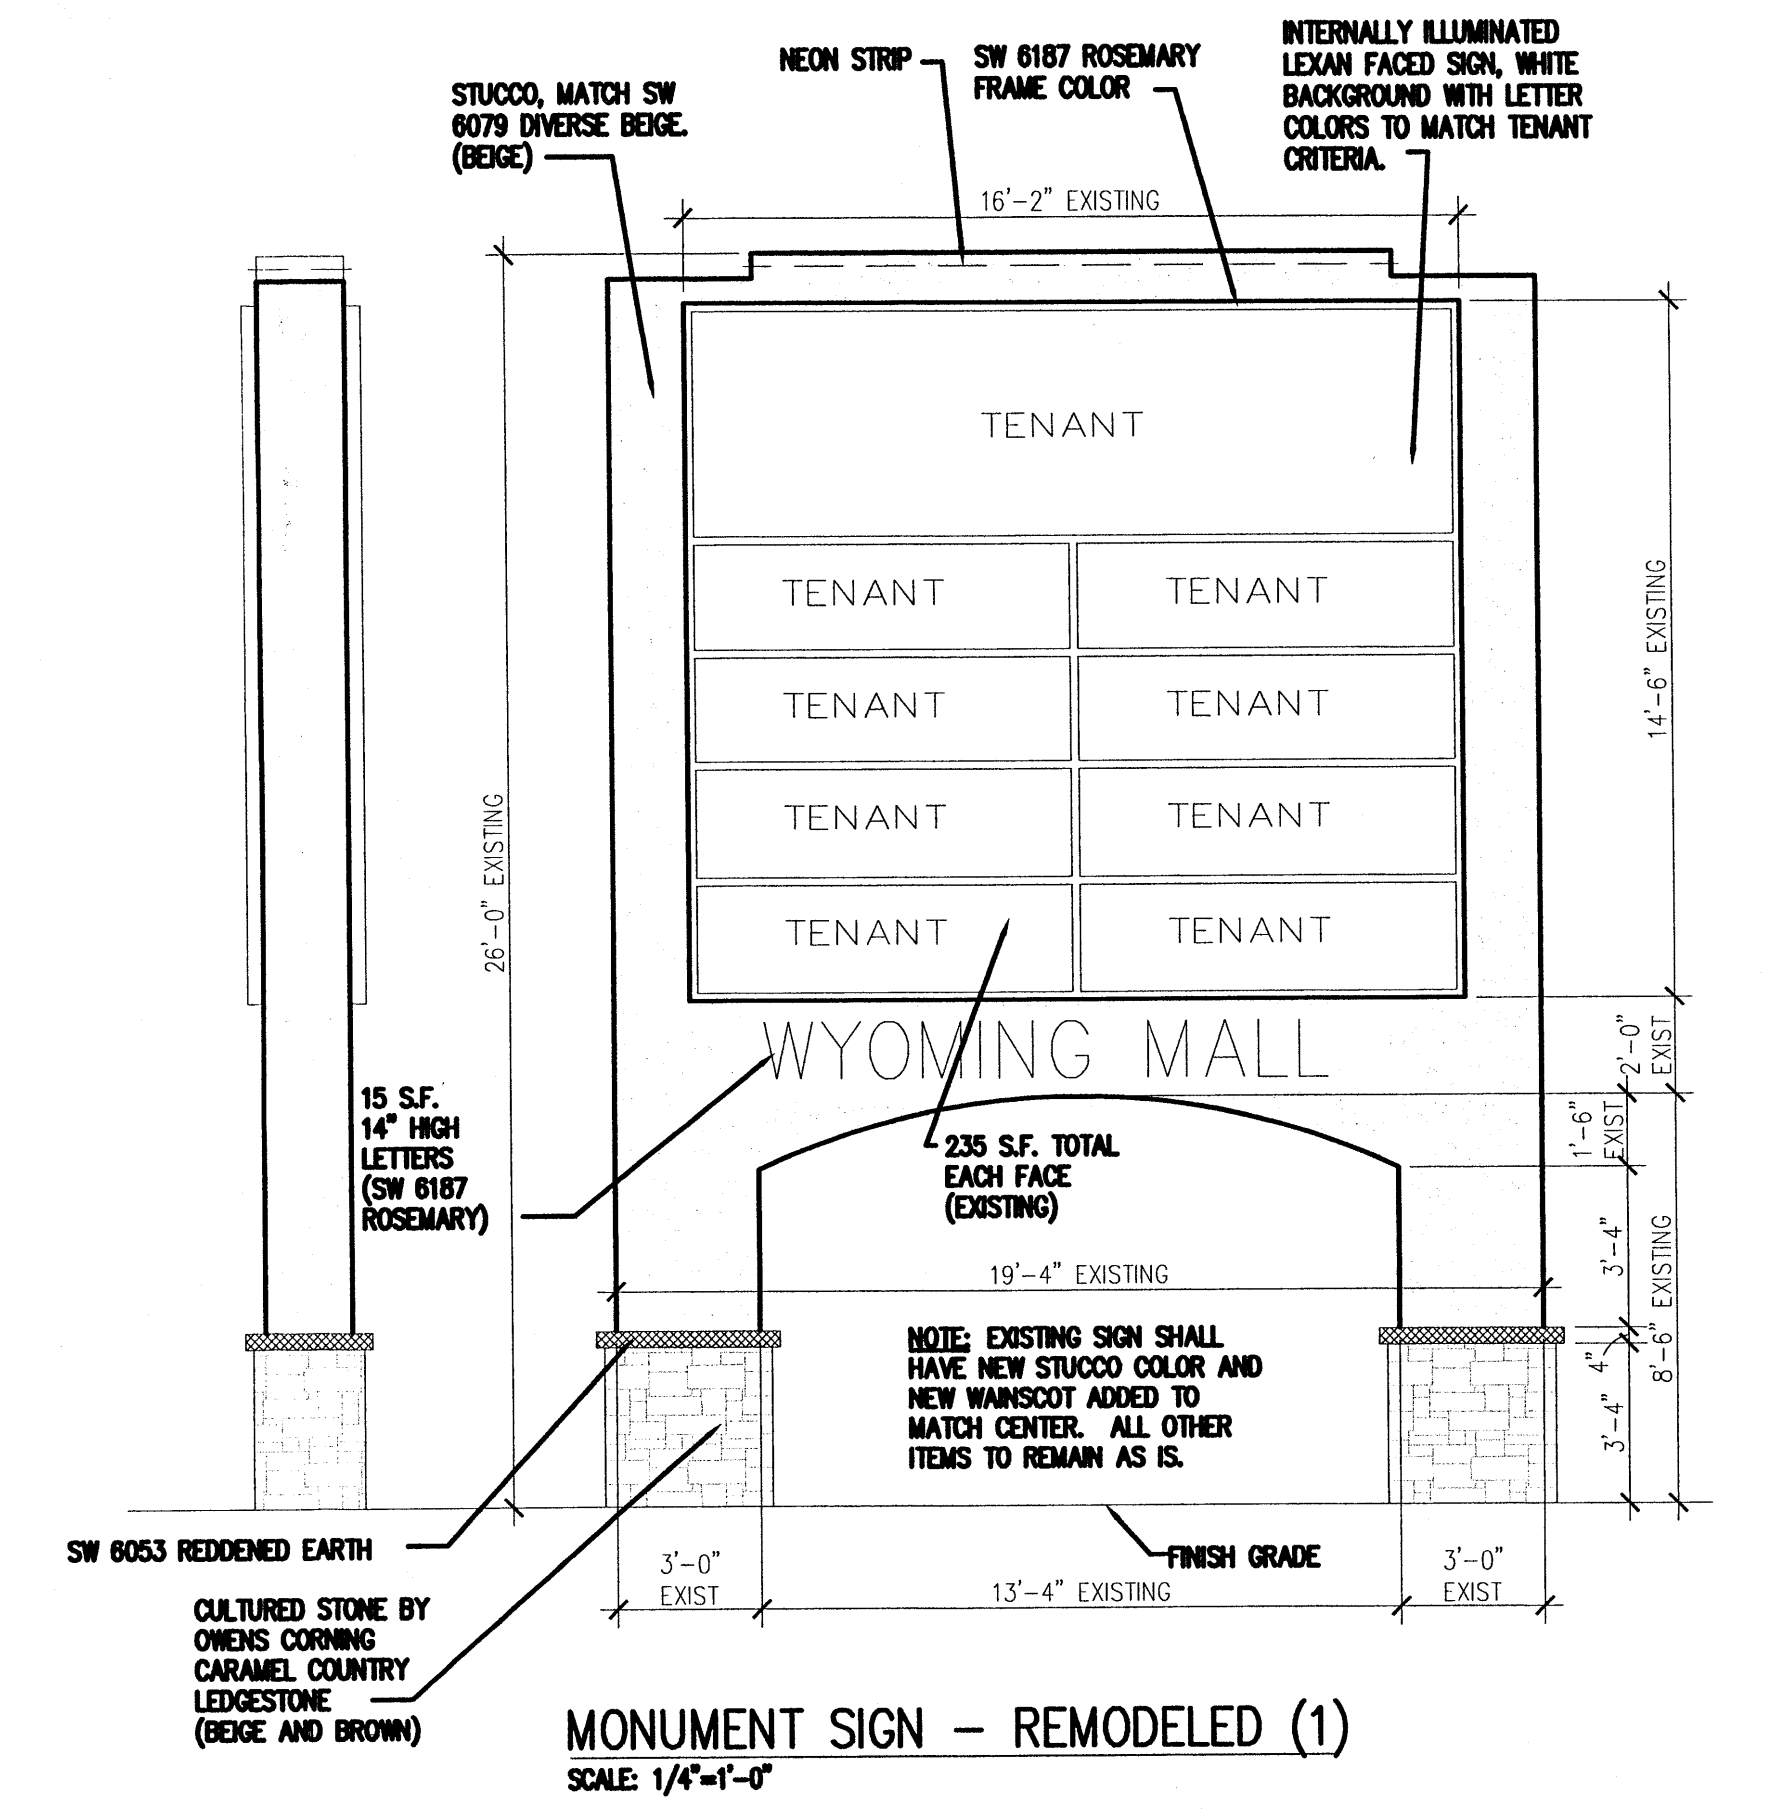 NEON STRIP
SW 6187 ROSEMARY
FRAME COLOR
INTERNALLY ILLUMINATED
LEXAN FACED SIGN, WHITE
BACKGROUND WITH LETTER
COLORS TO MATCH TENANT
CRITERIA.
STUCCO, MATCH SW
6079 DIVERSE BEIGE.
(BEIGE)
16'-2" EXISTING
TENANT
TENANT
TENANT
TENANT
TENANT
TENANT
TENANT
TENANT
TENANT
14'-6" EXISTING
26'-0" EXISTING
WYOMING MALL
2'-0"
EXIST
1'-6"
EXIST
15 S.F.
14" HIGH
LETTERS
(SW 6187
ROSEMARY)
235 S.F. TOTAL
EACH FACE
(EXISTING)
3'-4"
8'-6" EXISTING
19'-4" EXISTING
NOTE: EXISTING SIGN SHALL
HAVE NEW STUCCO COLOR AND
NEW WAINSCOT ADDED TO
MATCH CENTER. ALL OTHER
ITEMS TO REMAIN AS IS.
4"
3'-4"
SW 6053 REDDENED EARTH
FINISH GRADE
3'-0"
EXIST
13'-4" EXISTING
3'-0"
EXIST
CULTURED STONE BY
OWENS CORNING
CARAMEL COUNTRY
LEDGESTONE
(BEIGE AND BROWN)
MONUMENT SIGN - REMODELED (1)
SCALE: 1/4"=1'-0"